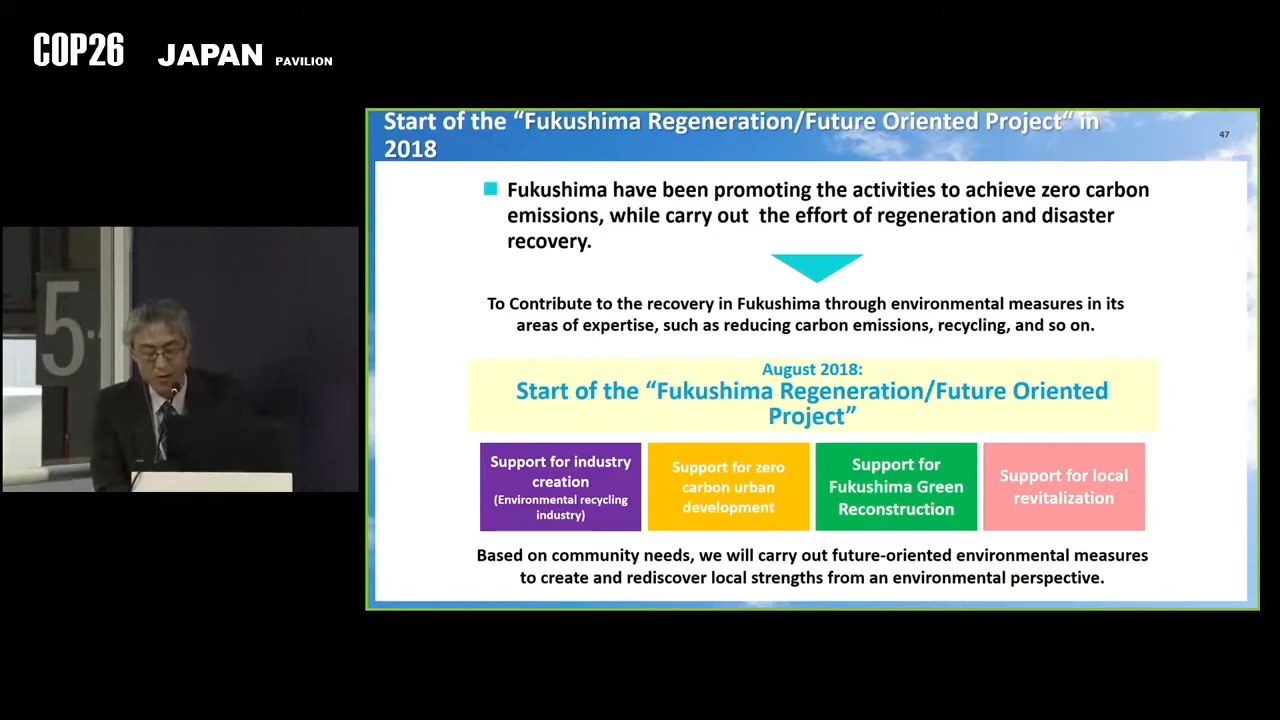 COP26 JAPAN PAVILION
Start of the “Fukushima Regeneration/Future Oriented Project“ in
2018
47
Fukushima have been promoting the activities to achieve zero carbon
emissions, while carry out the effort of regeneration and disaster
recovery.
To Contribute to the recovery in Fukushima through environmental measures in its
areas of expertise, such as reducing carbon emissions, recycling, and so on.
August 2018:
Start of the “Fukushima Regeneration/Future Oriented
Project”
Support for industry
creation
(Environmental recycling
industry)
Support for zero
carbon urban
development
Support for
Fukushima Green
Reconstruction
Support for local
revitalization
Based on community needs, we will carry out future-oriented environmental measures
to create and rediscover local strengths from an environmental perspective.
5